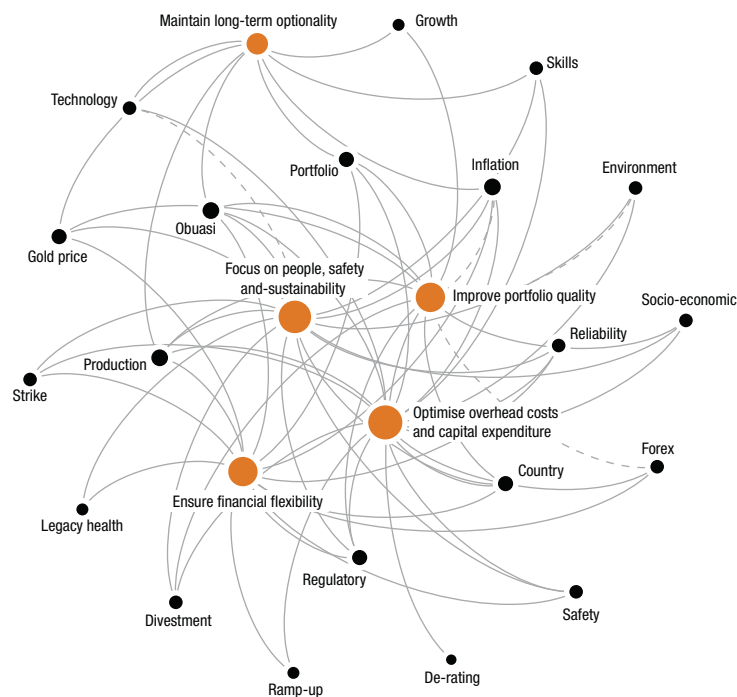 Maintain long-term optionality
Growth
Skills
Technology
Portfolio
Inflation
Environment
Obuasi
Gold price
Focus on people, safety
and-sustainability
Improve portfolio quality
Socio-economic
Reliability
Production
Strike
Optimise overhead costs
and capital expenditure
Forex
Country
Ensure financial flexibility
Legacy health
Regulatory
Safety
Divestment
De-rating
Ramp-up